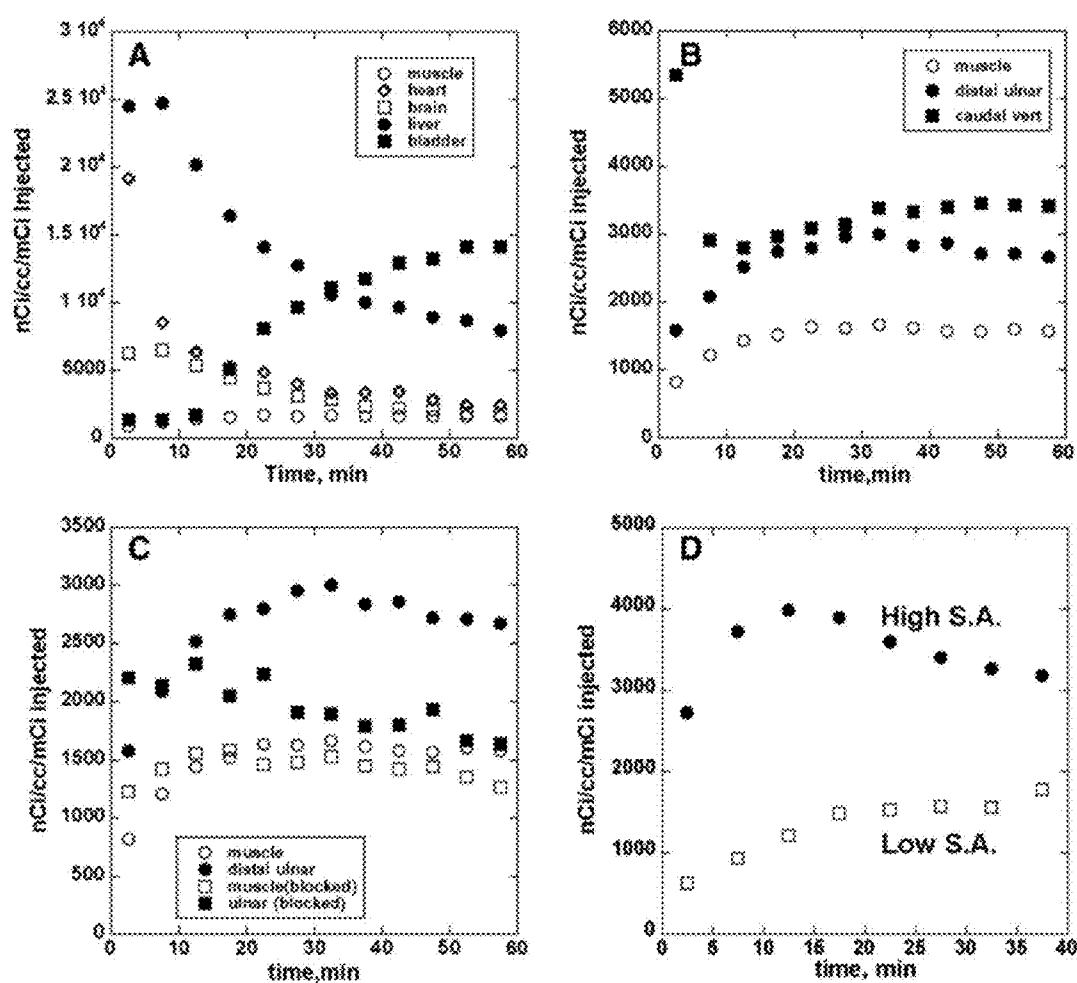 A
3 10⁴
2.5 10⁴
2 10⁴
1.5 10⁴
1 10⁴
5000
0
nCi/cc/mCi injected
muscle
heart
brain
liver
bladder
0 10 20 30 40 50 60
Time, min
B
6000
5000
4000
3000
2000
1000
0
nCi/cc/mCi injected
muscle
distal ulnar
caudal vert
0 10 20 30 40 50 60
time,min
C
3500
3000
2500
2000
1500
1000
500
0
nCi/cc/mCi injected
muscle
distal ulnar
muscle(blocked)
ulnar (blocked)
0 10 20 30 40 50 60
time,min
D
5000
4000
3000
2000
1000
0
nCi/cc/mCi injected
High S.A.
Low S.A.
0 5 10 15 20 25 30 35 40
time, min